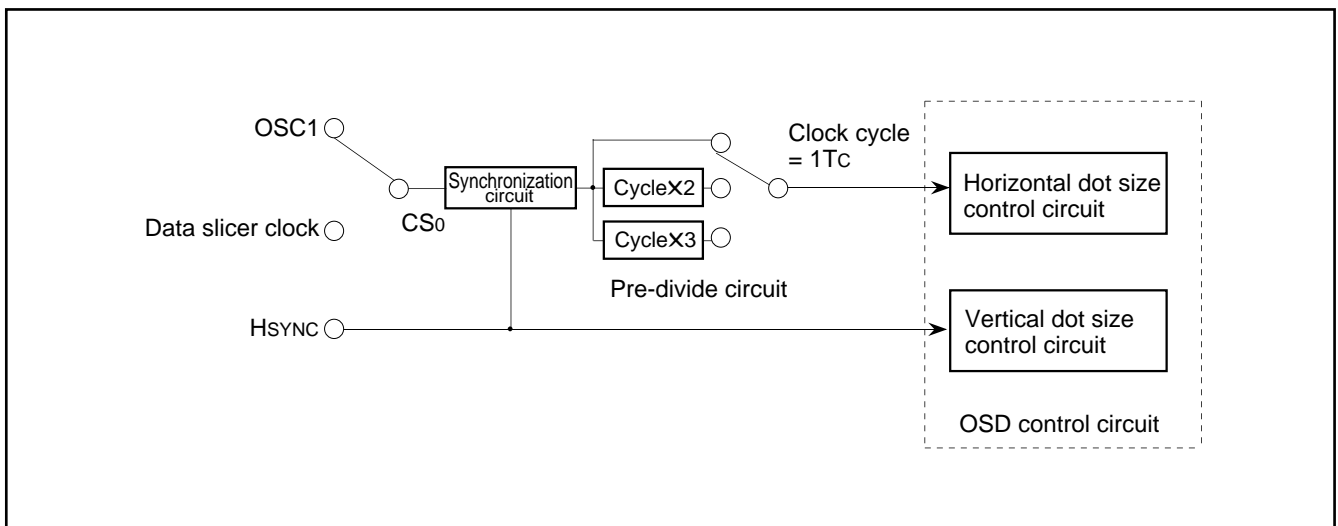 OSC1
Data slicer clock
HSYNC
CS0
Synchronization
circuit
Cycle✕2
Cycle✕3
Pre-divide circuit
Clock cycle
= 1TC
Horizontal dot size
control circuit
Vertical dot size
control circuit
OSD control circuit